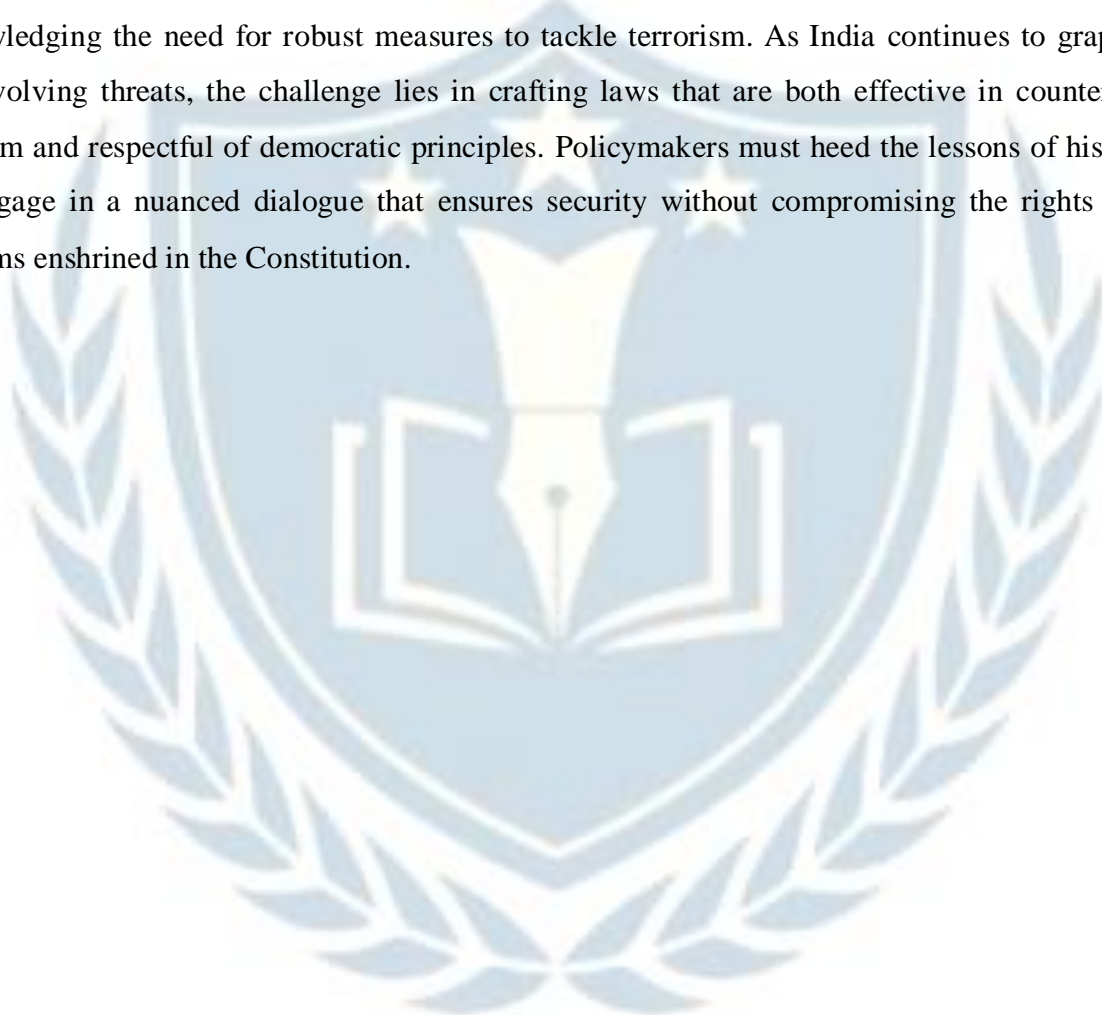 wledging the need for robust measures to tackle terrorism. As India continues to grap
volving threats, the challenge lies in crafting laws that are both effective in counte
m and respectful of democratic principles. Policymakers must heed the lessons of his
gage in a nuanced dialogue that ensures security without compromising the rights
ms enshrined in the Constitution.